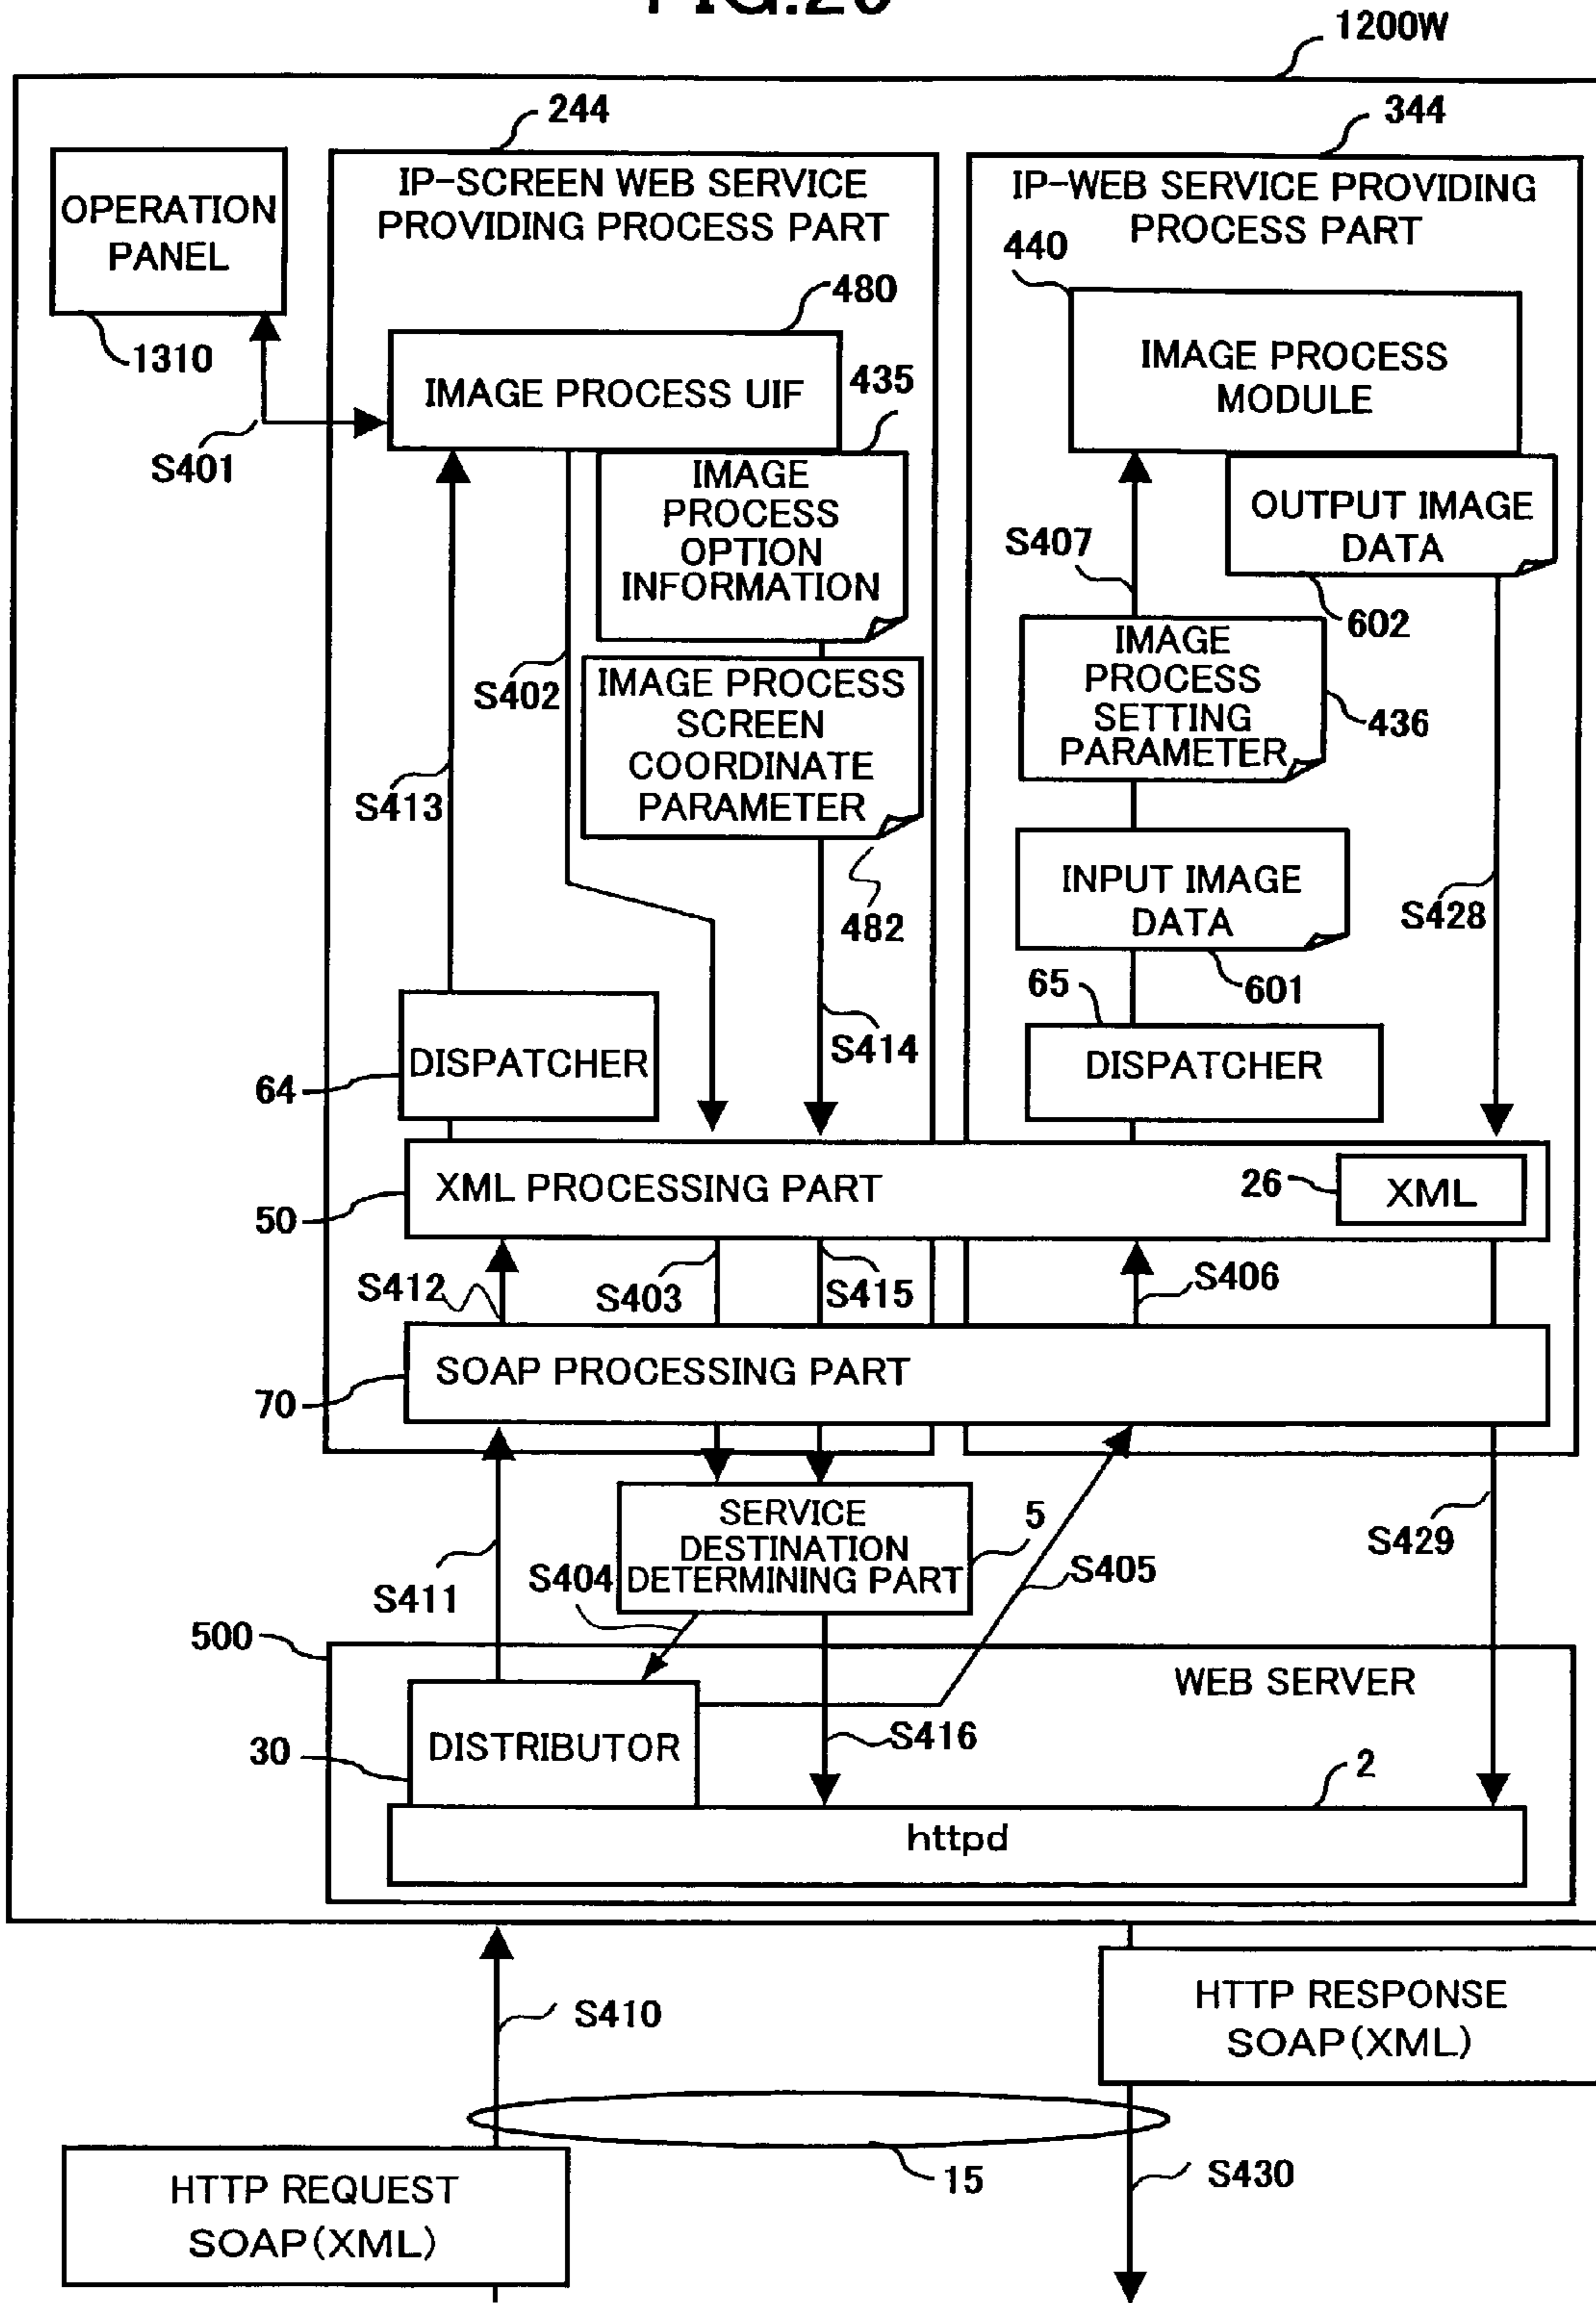 1200W
244
344
OPERATION
PANEL
1310
S401
IP-SCREEN WEB SERVICE
PROVIDING PROCESS PART
480
IMAGE PROCESS UIF
435
IMAGE
PROCESS
OPTION
INFORMATION
S402
IMAGE PROCESS
SCREEN
COORDINATE
PARAMETER
482
S413
S414
DISPATCHER
64
IP-WEB SERVICE PROVIDING
PROCESS PART
440
IMAGE PROCESS
MODULE
OUTPUT IMAGE
DATA
602
S407
IMAGE
PROCESS
SETTING
PARAMETER
436
INPUT IMAGE
DATA
601
S428
65
DISPATCHER
XML PROCESSING PART
26
XML
50
S412
S403
S415
S406
SOAP PROCESSING PART
70
SERVICE
DESTINATION
DETERMINING PART
5
S404
S405
S411
S429
500
WEB SERVER
DISTRIBUTOR
30
S416
2
httpd
S410
HTTP RESPONSE
SOAP(XML)
15
S430
HTTP REQUEST
SOAP(XML)